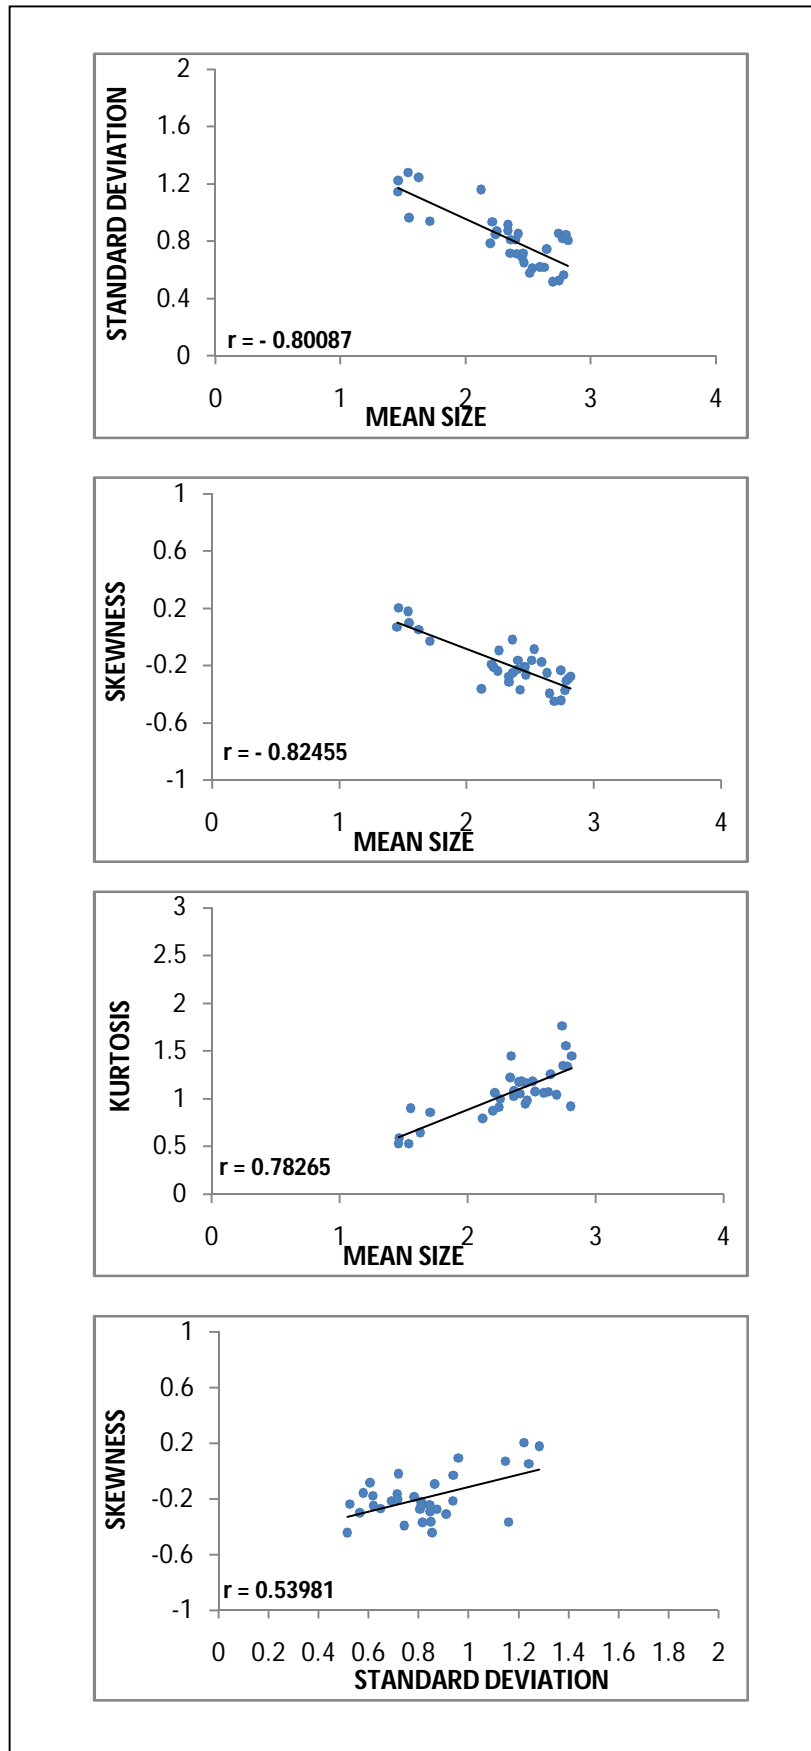 2
1.6
1.2
0.8
0.4
0
STANDARD DEVIATION
r = - 0.80087
0 1 2 3 4
MEAN SIZE
1
0.6
0.2
-0.2
-0.6
-1
SKEWNESS
r = - 0.82455
0 1 2 3 4
MEAN SIZE
3
2.5
2
1.5
1
0.5
0
KURTOSIS
r = 0.78265
0 1 2 3 4
MEAN SIZE
1
0.6
0.2
-0.2
-0.6
-1
SKEWNESS
r = 0.53981
0 0.2 0.4 0.6 0.8 1 1.2 1.4 1.6 1.8 2
STANDARD DEVIATION